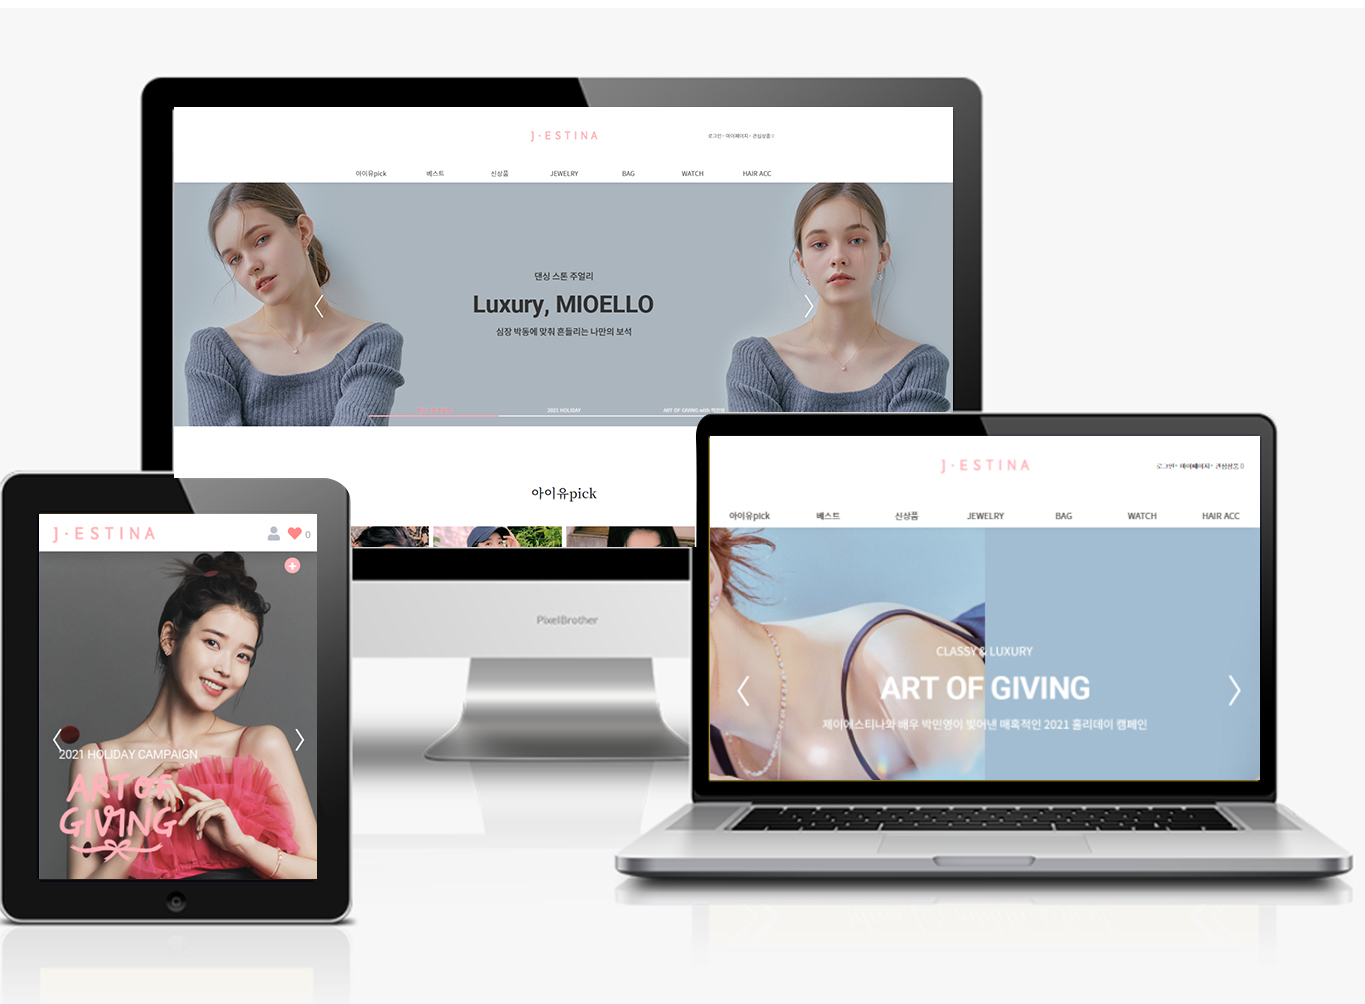 J·ESTINA
로그인· 마이페이지· 관심상품 0
아이유pick 베스트 신상품 JEWELRY BAG WATCH HAIR ACC
댄싱 스톤 주얼리
Luxury, MIOELLO
심장 박동에 맞춰 흔들리는 나만의 보석
2021 HOLIDAY ART OF GIVING with 박민영
아이유pick
PixelBrother
J·ESTINA
0
2021 HOLIDAY CAMPAIGN
ART OF
GIVING
J·ESTINA
로그인· 마이페이지· 관심상품 0
아이유pick 베스트 신상품 JEWELRY BAG WATCH HAIR ACC
CLASSY & LUXURY
ART OF GIVING
제이에스티나와 배우 박민영이 빚어낸 매혹적인 2021 홀리데이 캠페인